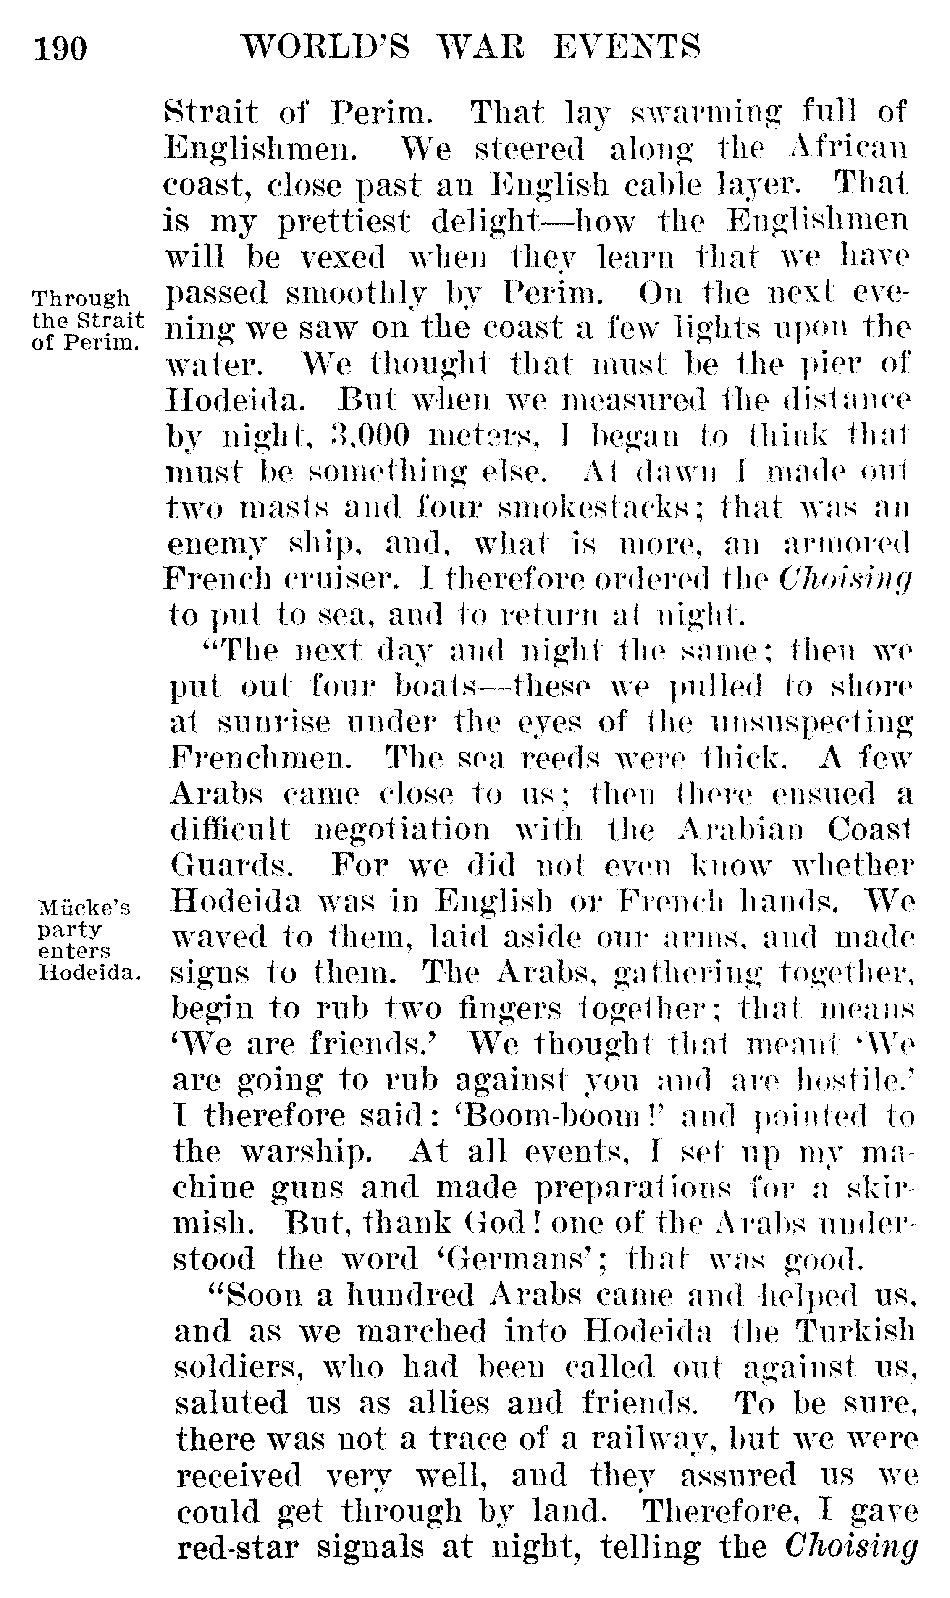 190 WORLD'S WAR EVENTS
Strait of Perim. That lay swarming full of
Englishmen. We steered along the African
coast, close past an English cable layer. That
is my prettiest delight—how the Englishmen
will be vexed when they learn that we have
Through
the Strait
of Perim.
passed smoothly by Perim. On the next eve-
ning we saw on the coast a few lights upon the
water. We thought that must be the pier of
Hodeida. But when we measured the distance
by night, 3,000 meters, I began to think that
must be something else. At dawn I made out
two masts and four smokestacks; that was an
enemy ship, and, what is more, an armored
French cruiser. I therefore ordered the Choising
to put to sea, and to return at night.
"The next day and night the same; then we
put out four boats—these we pulled to shore
at sunrise under the eyes of the unsuspecting
Frenchmen. The sea reeds were thick. A few
Arabs came close to us; then there ensued a
difficult negotiation with the Arabian Coast
Guards. For we did not even know whether
Mücke's
party
enters
Hodeida.
Hodeida was in English or French hands. We
waved to them, laid aside our arms, and made
signs to them. The Arabs, gathering together,
begin to rub two fingers together; that means
'We are friends.' We thought that meant 'We
are going to rub against you and are hostile.'
I therefore said: 'Boom-boom!' and pointed to
the warship. At all events, I set up my ma-
chine guns and made preparations for a skir-
mish. But, thank God! one of the Arabs under-
stood the word 'Germans'; that was good.
"Soon a hundred Arabs came and helped us,
and as we marched into Hodeida the Turkish
soldiers, who had been called out against us,
saluted us as allies and friends. To be sure,
there was not a trace of a railway, but we were
received very well, and they assured us we
could get through by land. Therefore, I gave
red-star signals at night, telling the Choising